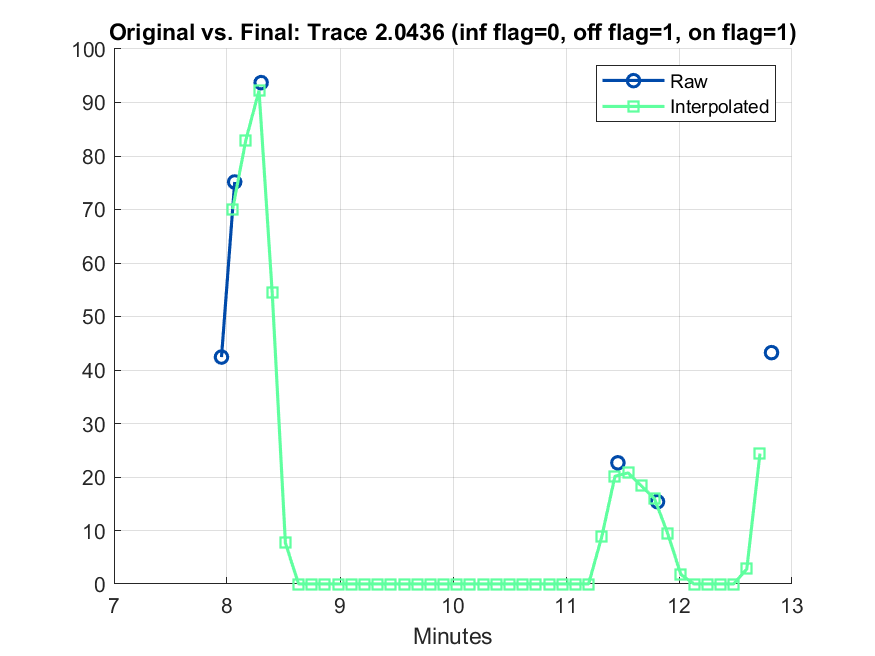 Original vs. Final: Trace 2.0436 (inf flag=0, off flag=1, on flag=1)
100
90
80
70
60
50
40
30
20
10
0
Raw
Interpolated
7 8 9 10 11 12 13
Minutes